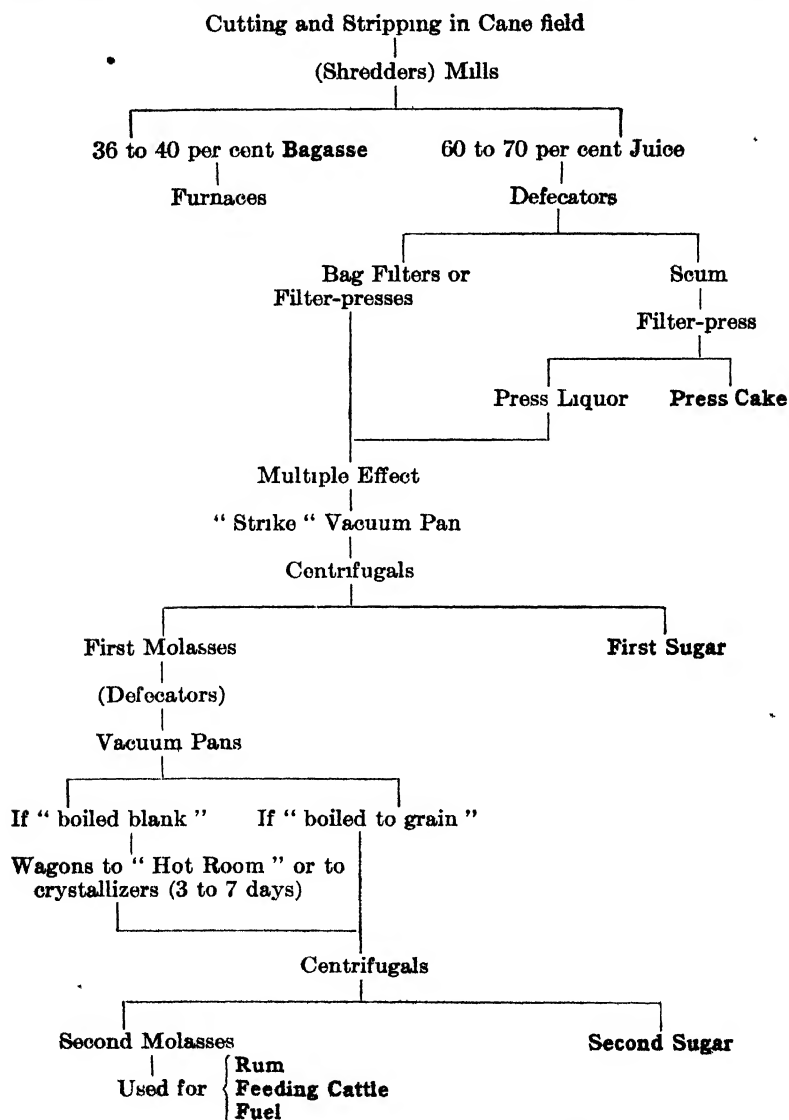 Cutting and Stripping in Cane field
(Shredders) Mills
36 to 40 per cent Bagasse 60 to 70 per cent Juice
Furnaces Defecators
Bag Filters or Scum
Filter-presses
Filter-press
Press Liquor Press Cake
Multiple Effect
“ Strike “ Vacuum Pan
Centrifugals
First Molasses First Sugar
(Defecators)
Vacuum Pans
If “ boiled blank ” If “ boiled to grain ”
Wagons to “ Hot Room ” or to
crystallizers (3 to 7 days)
Centrifugals
Second Molasses Second Sugar
Used for { Rum
Feeding Cattle
Fuel